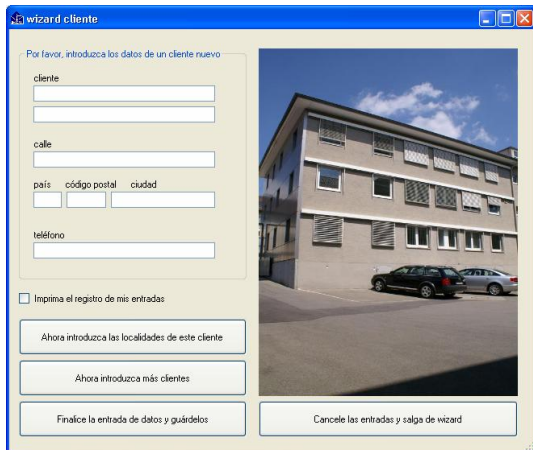 wizard cliente
Por favor, introduzca los datos de un cliente nuevo
cliente
calle
país código postal ciudad
teléfono
Imprima el registro de mis entradas
Ahora introduzca las localidades de este cliente
Ahora introduzca más clientes
Finalice la entrada de datos y guárdelos
Cancele las entradas y salga de wizard